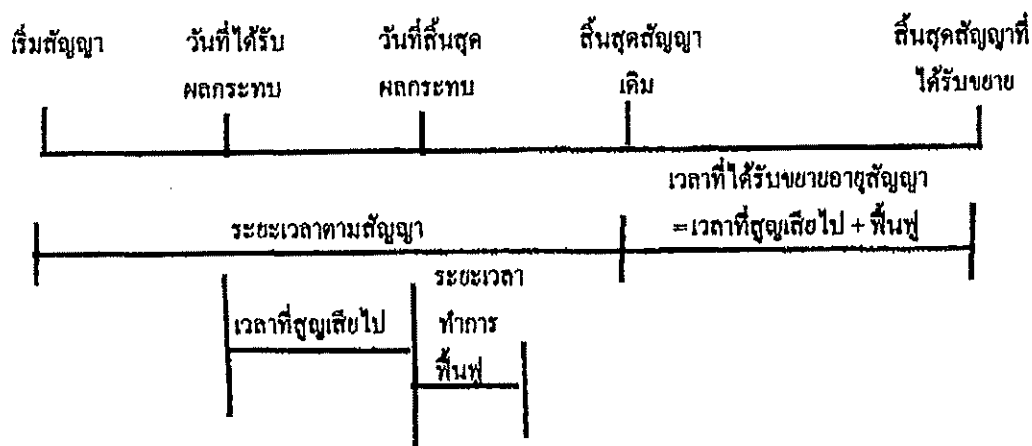 เริ่มสัญญา
วันที่ได้รับ
ผลกระทบ
วันที่สิ้นสุด
ผลกระทบ
สิ้นสุดสัญญา
เดิม
สิ้นสุดสัญญาที่
ได้รับขยาย
เวลาที่ได้รับขยายอายุสัญญา
=เวลาที่สูญเสียไป + ฟื้นฟู
ระยะเวลาตามสัญญา
เวลาที่สูญเสียไป
ระยะเวลา
ทำการ
ฟื้นฟู